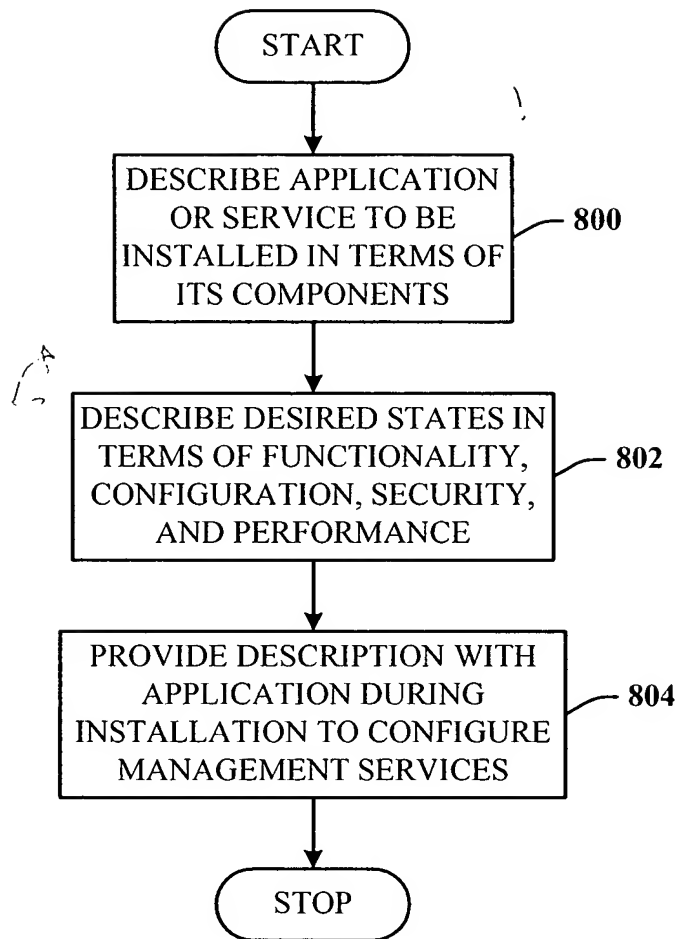 START
DESCRIBE APPLICATION
OR SERVICE TO BE
INSTALLED IN TERMS OF
ITS COMPONENTS
800
DESCRIBE DESIRED STATES IN
TERMS OF FUNCTIONALITY,
CONFIGURATION, SECURITY,
AND PERFORMANCE
802
PROVIDE DESCRIPTION WITH
APPLICATION DURING
INSTALLATION TO CONFIGURE
MANAGEMENT SERVICES
804
STOP